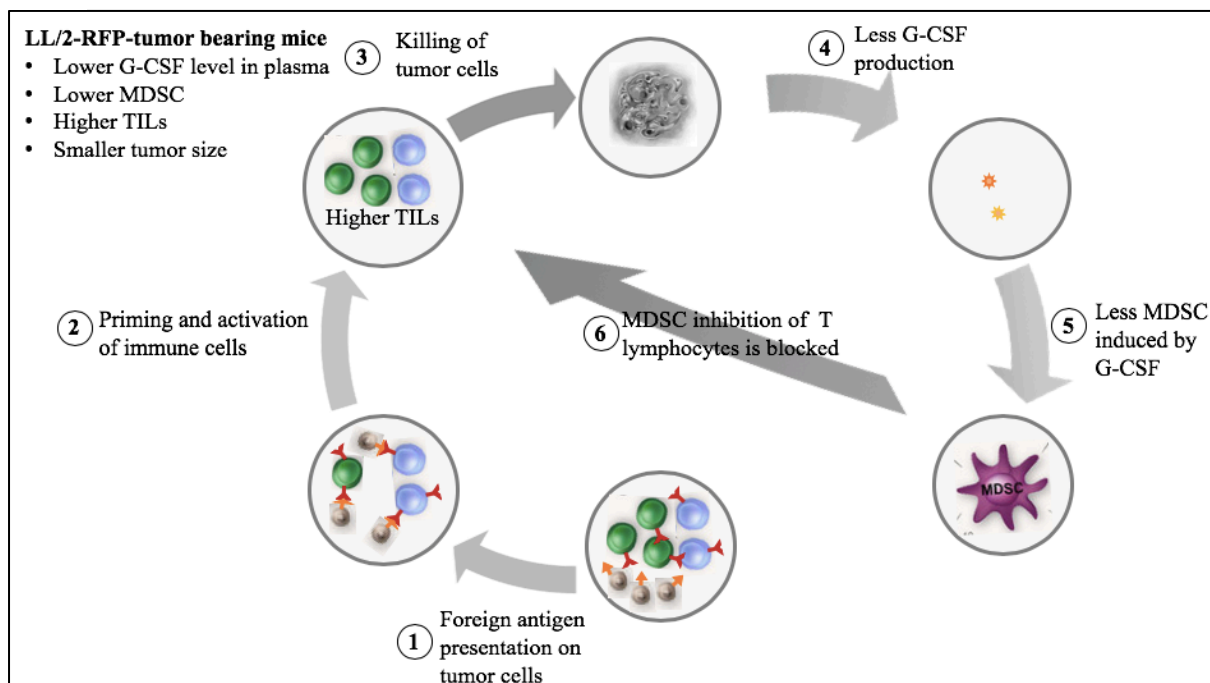 LL/2-RFP-tumor bearing mice
• Lower G-CSF level in plasma
• Lower MDSC
• Higher TILs
• Smaller tumor size
3
Killing of
tumor cells
4
Less G-CSF
production
Higher TILs
2
Priming and activation
of immune cells
6
MDSC inhibition of T
lymphocytes is blocked
5
Less MDSC
induced by
G-CSF
MDSC
1
Foreign antigen
presentation on
tumor cells